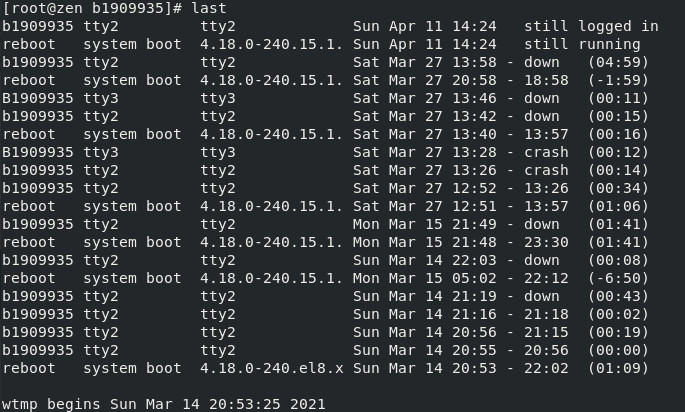 [root@zen b1909935]# last
b1909935 tty2         tty2             Sun Apr 11 14:24   still logged in
reboot   system boot  4.18.0-240.15.1. Sun Apr 11 14:24   still running
b1909935 tty2         tty2             Sat Mar 27 13:58 - down   (04:59)
reboot   system boot  4.18.0-240.15.1. Sat Mar 27 20:58 - 18:58  (-1:59)
B1909935 tty3         tty3             Sat Mar 27 13:46 - down   (00:11)
b1909935 tty2         tty2             Sat Mar 27 13:42 - down   (00:15)
reboot   system boot  4.18.0-240.15.1. Sat Mar 27 13:40 - 13:57  (00:16)
B1909935 tty3         tty3             Sat Mar 27 13:28 - crash  (00:12)
b1909935 tty2         tty2             Sat Mar 27 13:26 - crash  (00:14)
b1909935 tty2         tty2             Sat Mar 27 12:52 - 13:26  (00:34)
reboot   system boot  4.18.0-240.15.1. Sat Mar 27 12:51 - 13:57  (01:06)
b1909935 tty2         tty2             Mon Mar 15 21:49 - down   (01:41)
reboot   system boot  4.18.0-240.15.1. Mon Mar 15 21:48 - 23:30  (01:41)
b1909935 tty2         tty2             Sun Mar 14 22:03 - down   (00:08)
reboot   system boot  4.18.0-240.15.1. Mon Mar 15 05:02 - 22:12  (-6:50)
b1909935 tty2         tty2             Sun Mar 14 21:19 - down   (00:43)
b1909935 tty2         tty2             Sun Mar 14 21:16 - 21:18  (00:02)
b1909935 tty2         tty2             Sun Mar 14 20:56 - 21:15  (00:19)
b1909935 tty2         tty2             Sun Mar 14 20:55 - 20:56  (00:00)
reboot   system boot  4.18.0-240.el8.x Sun Mar 14 20:53 - 22:02  (01:09)

wtmp begins Sun Mar 14 20:53:25 2021